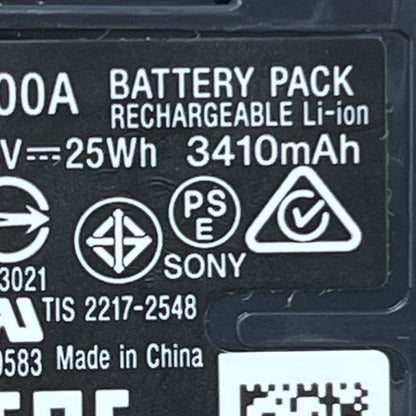 00A BATTERY PACK
RECHARGEABLE Li-ion
V⎓25Wh 3410mAh
PS
E
SONY
3021
TIS 2217-2548
0583 Made in China